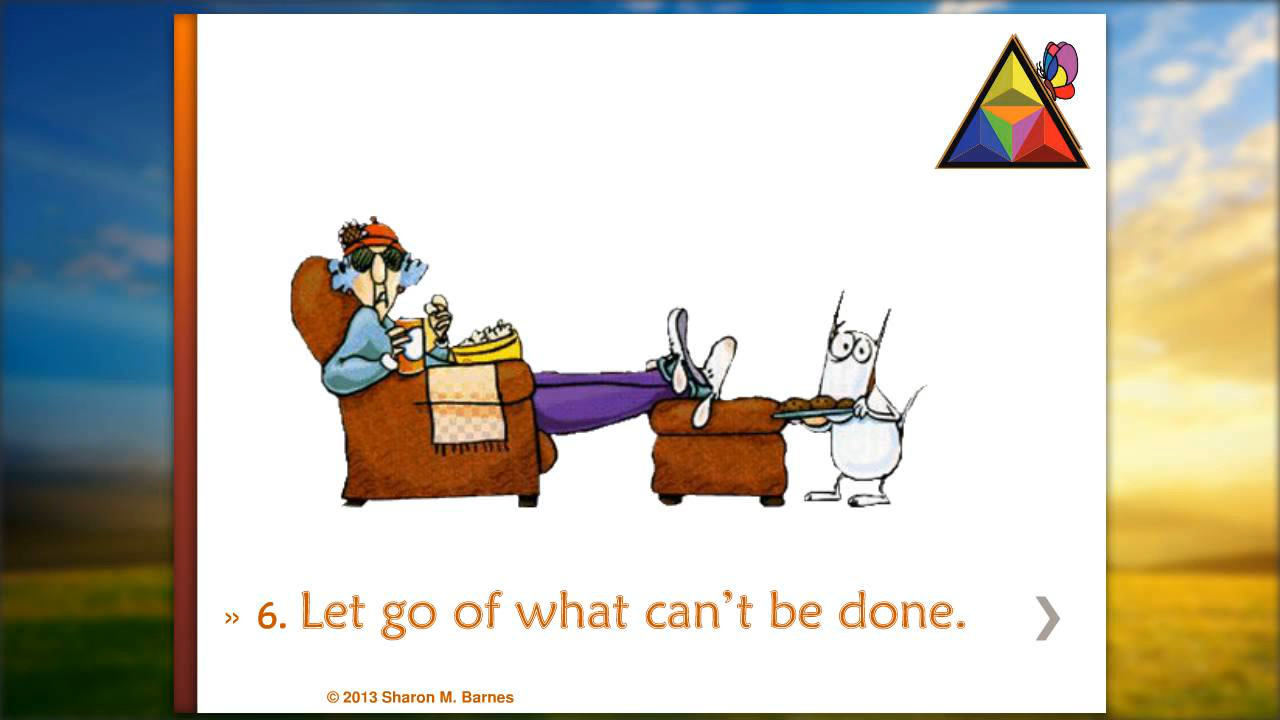 » 6. Let go of what can’t be done.
© 2013 Sharon M. Barnes